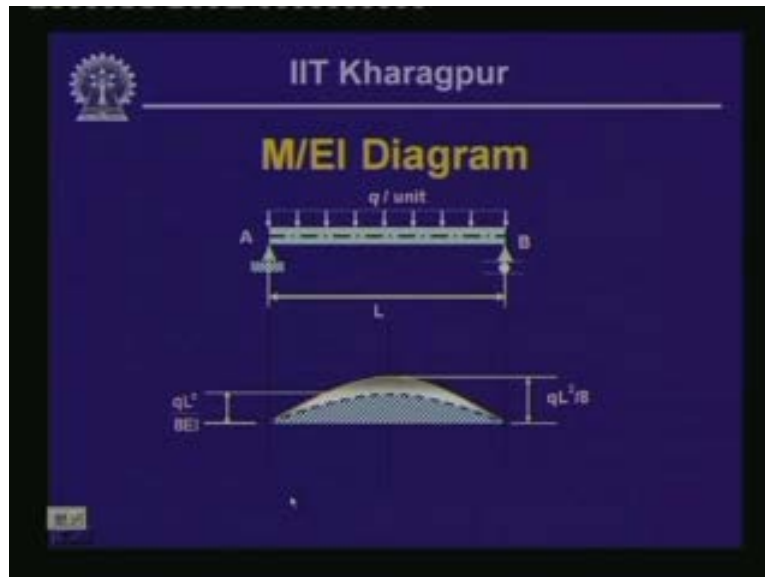 IIT Kharagpur
M/EI Diagram
q / unit
A
B
L
qL²
8EI
qL²/8